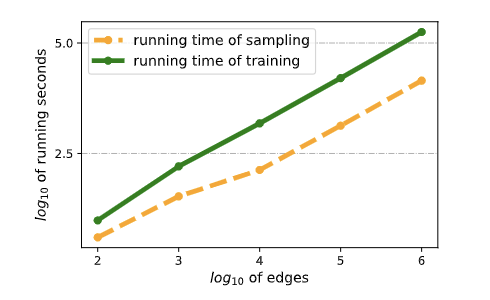 5.0
2.5
log10 of running seconds
running time of sampling
running time of training
2 3 4 5 6
log10 of edges